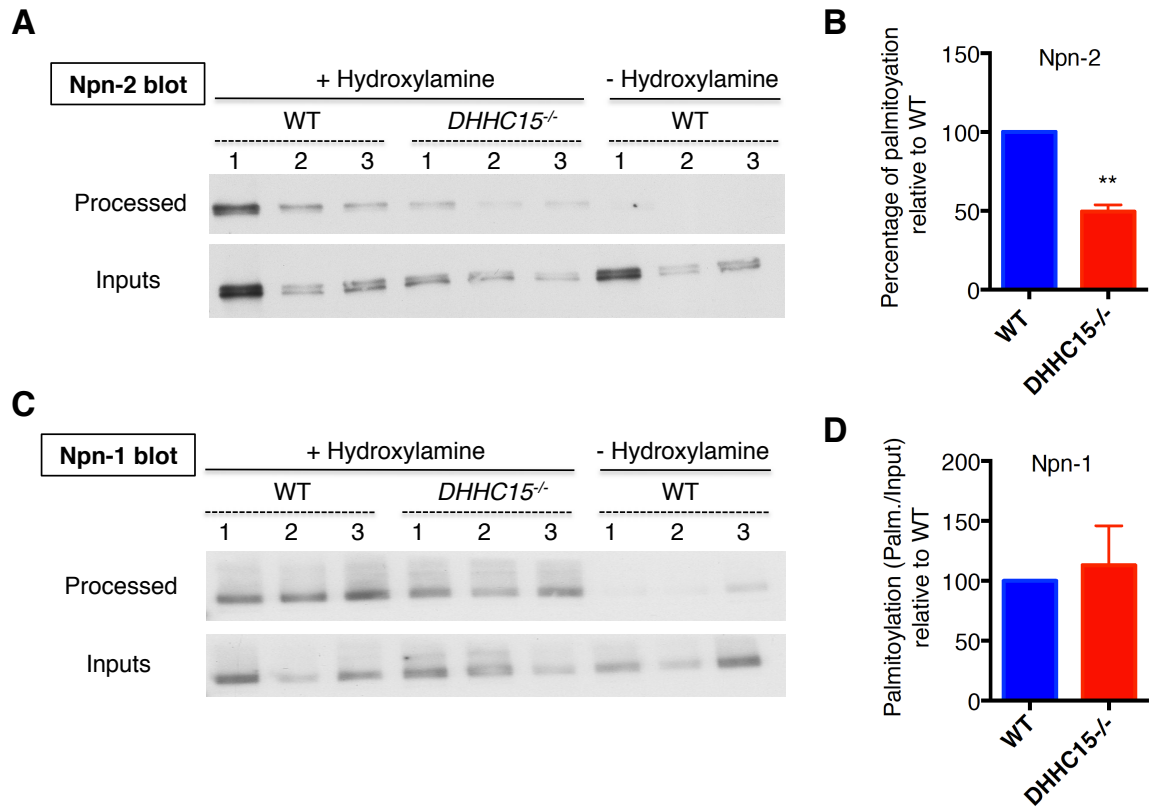 A
Npn-2 blot
+ Hydroxylamine
- Hydroxylamine
WT
DHHC15-/-
WT
1 2 3 1 2 3 1 2 3
Processed
Inputs
B
Percentage of palmitoyation
relative to WT
Npn-2
150
100
50
0
**
WT
DHHC15-/-
C
Npn-1 blot
+ Hydroxylamine
- Hydroxylamine
WT
DHHC15-/-
WT
1 2 3 1 2 3 1 2 3
Processed
Inputs
D
Palmitoylation (Palm./Input)
relative to WT
Npn-1
200
150
100
50
0
WT
DHHC15-/-